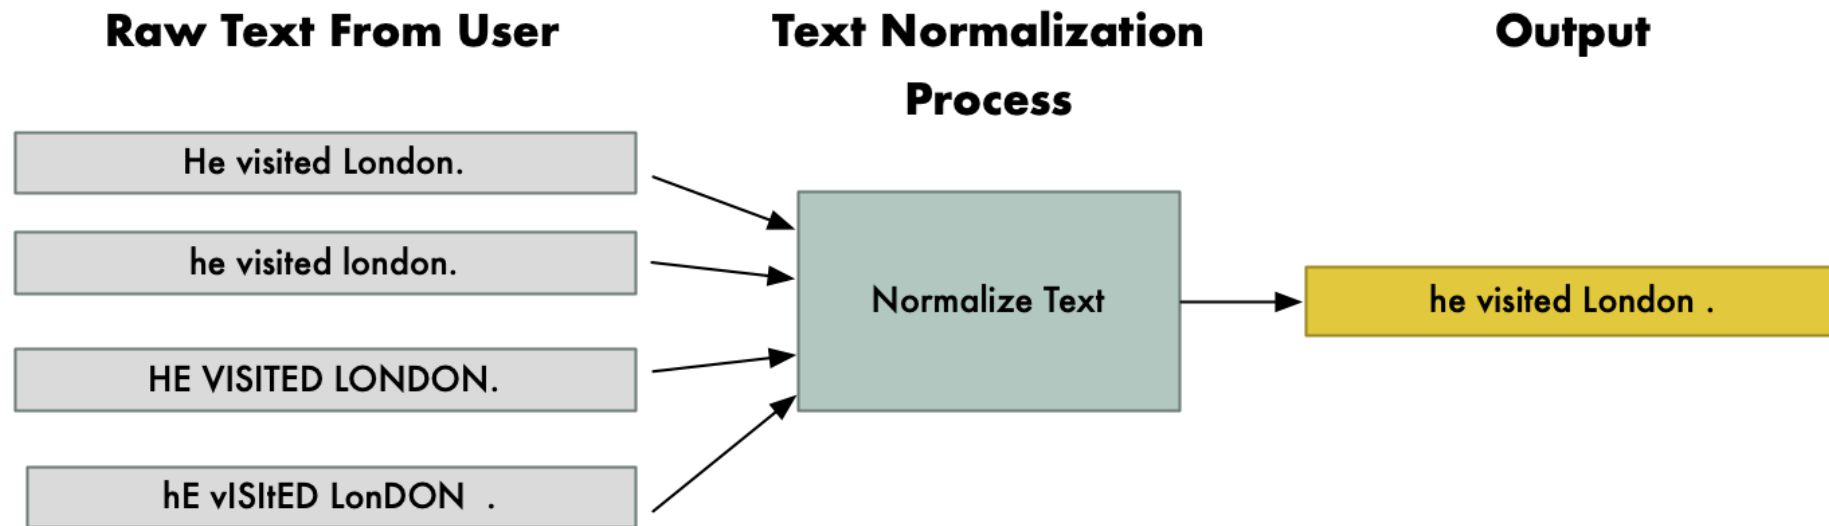 Raw Text From User
Text Normalization
Process
Output
He visited London.
he visited london.
HE VISITED LONDON.
hE vISItED LonDON  .
Normalize Text
he visited London .